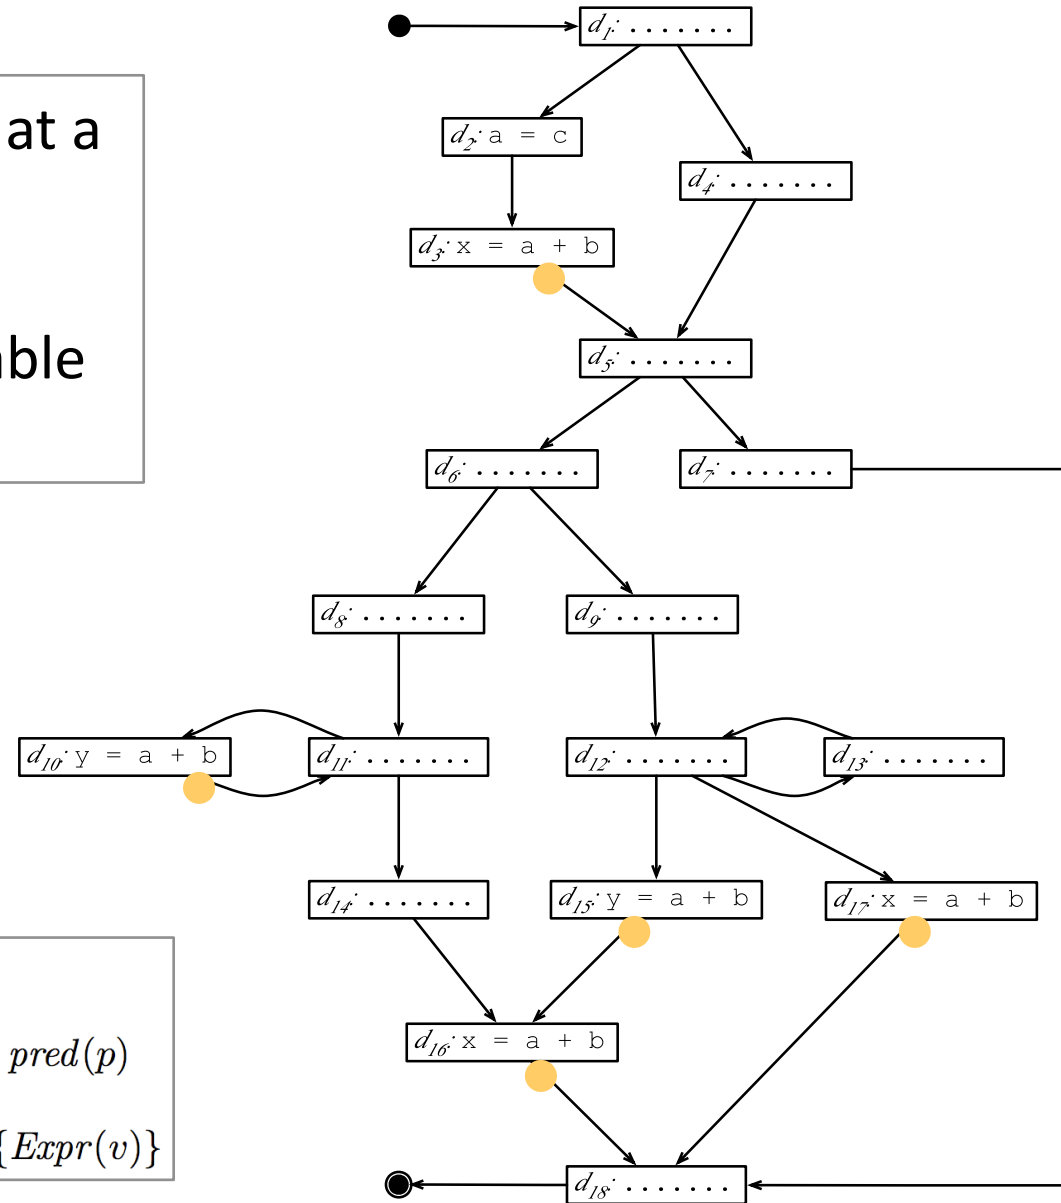 d1: .......
at a
d2: a = c
d4: .......
d3: x = a + b
able
d5: .......
d6: .......
d7: .......
d8: .......
d9: .......
d10: y = a + b
d11: .......
d12: .......
d13: .......
d14: .......
d15: y = a + b
d17: x = a + b
d16: x = a + b
pred(p)
{Expr(v)}
d18: .......